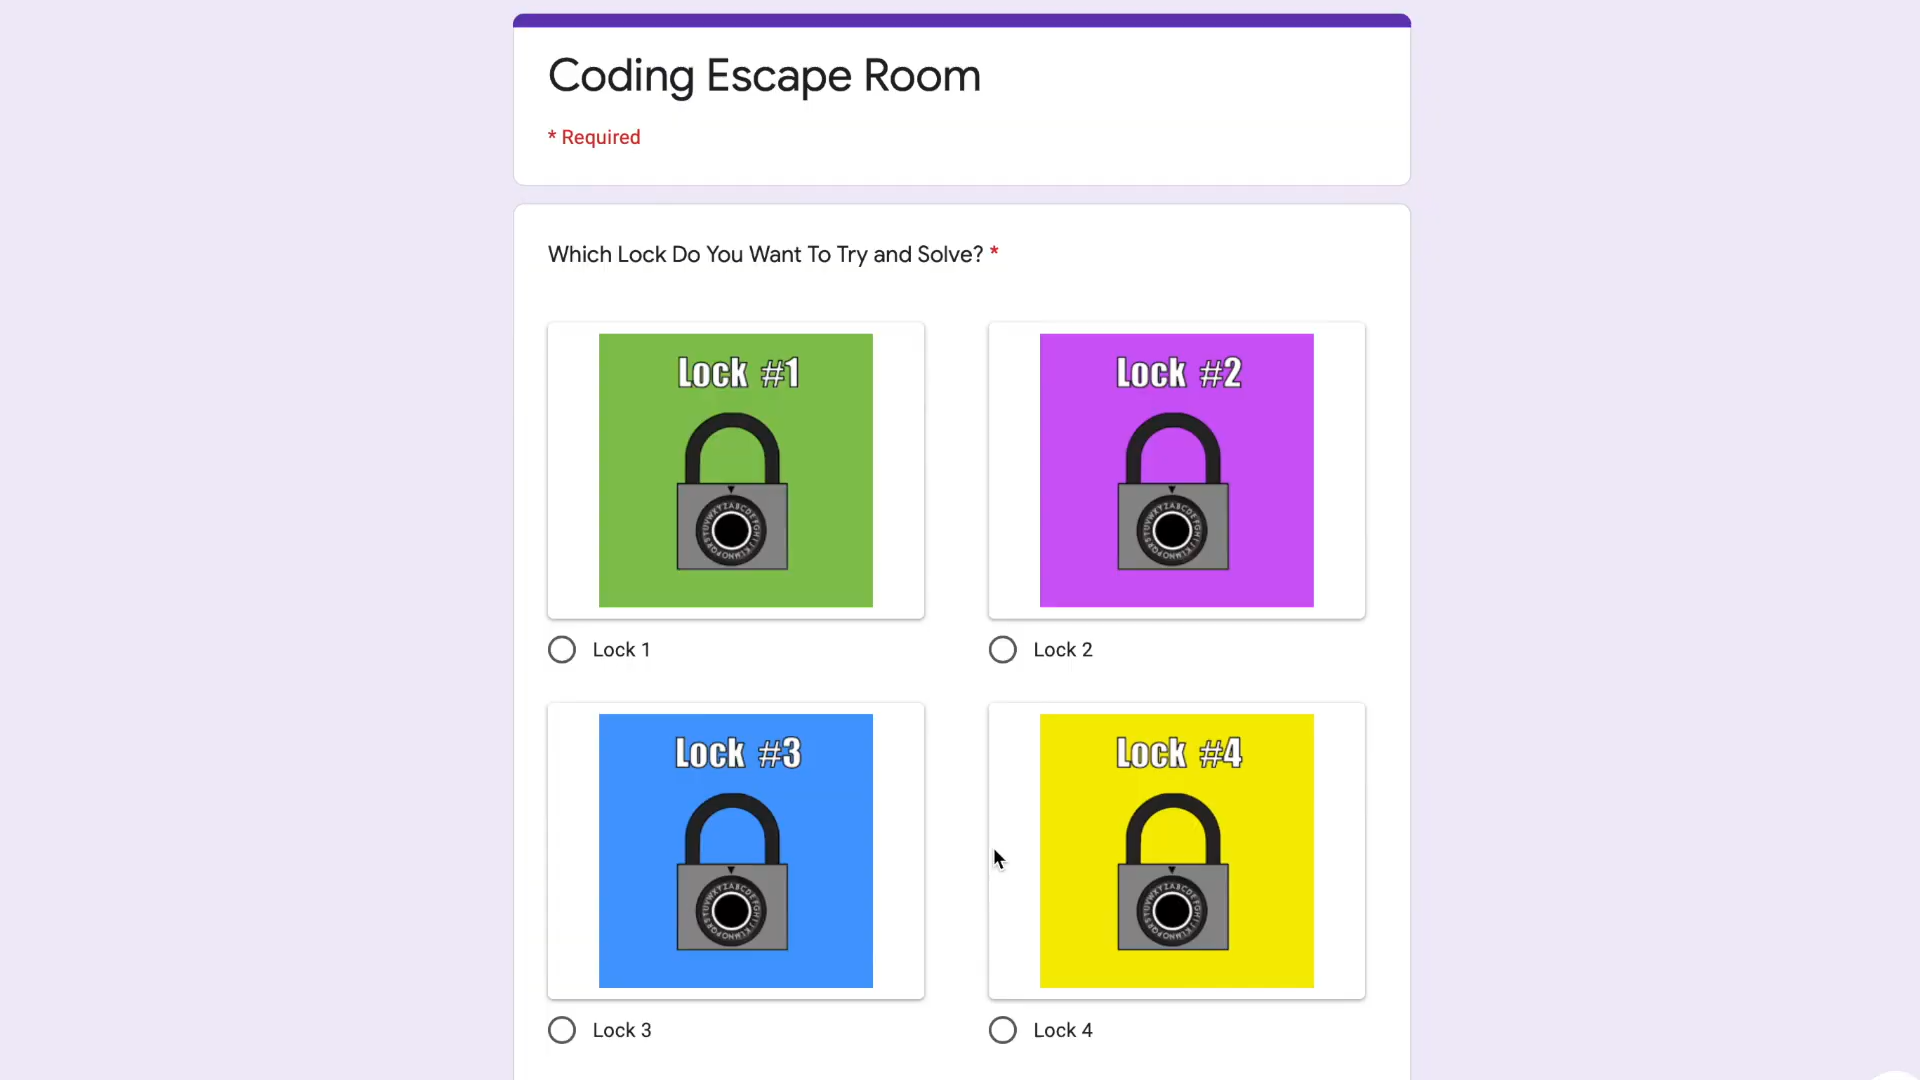 Coding Escape Room
* Required
Which Lock Do You Want To Try and Solve? *
Lock #1
Lock #2
Lock 1
Lock 2
Lock #3
Lock #4
Lock 3
Lock 4